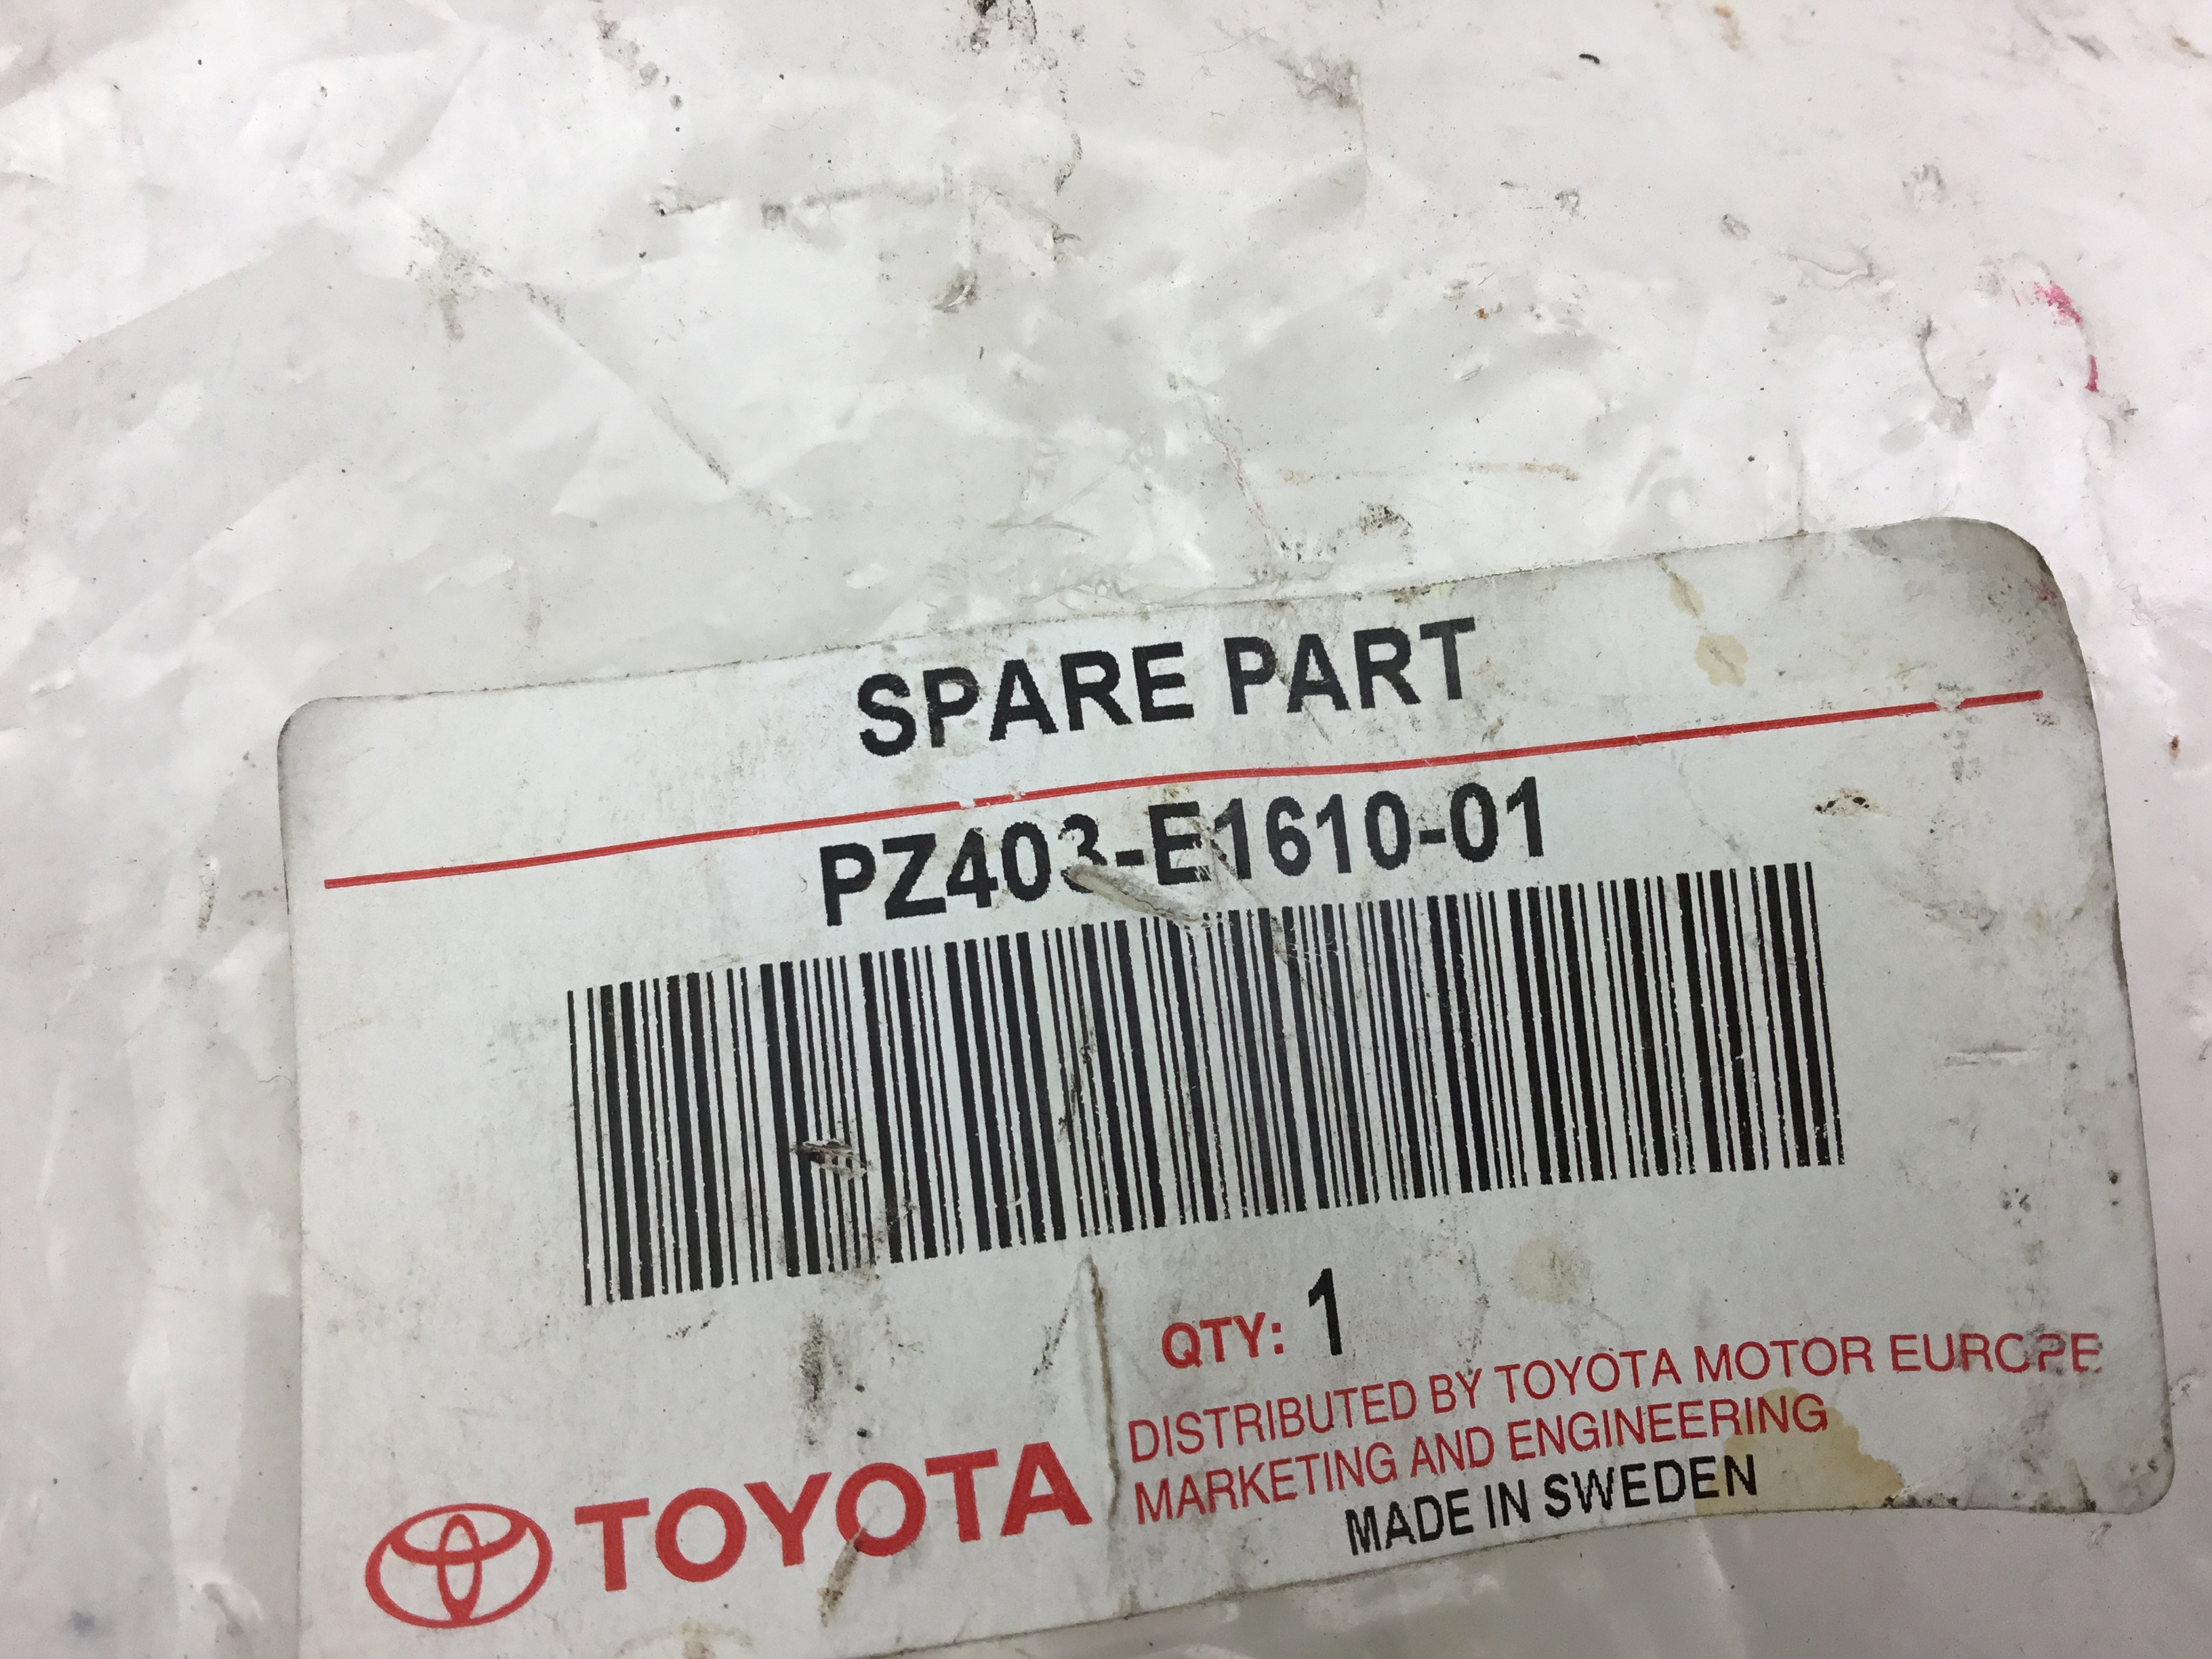 SPARE PART
PZ403-E1610-01
QTY: 1
DISTRIBUTED BY TOYOTA MOTOR EUROPE
MARKETING AND ENGINEERING
MADE IN SWEDEN
TOYOTA